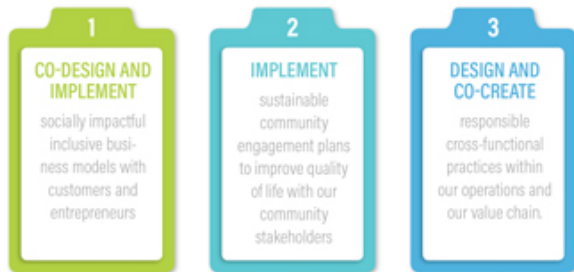 1
CO-DESIGN AND
IMPLEMENT
socially impactful
inclusive busi-
ness models with
customers and
entrepreneurs
2
IMPLEMENT
sustainable
community
engagement plans
to improve quality
of life with our
community
stakeholders
3
DESIGN AND
CO-CREATE
responsible
cross-functional
practices within
our operations and
our value chain.